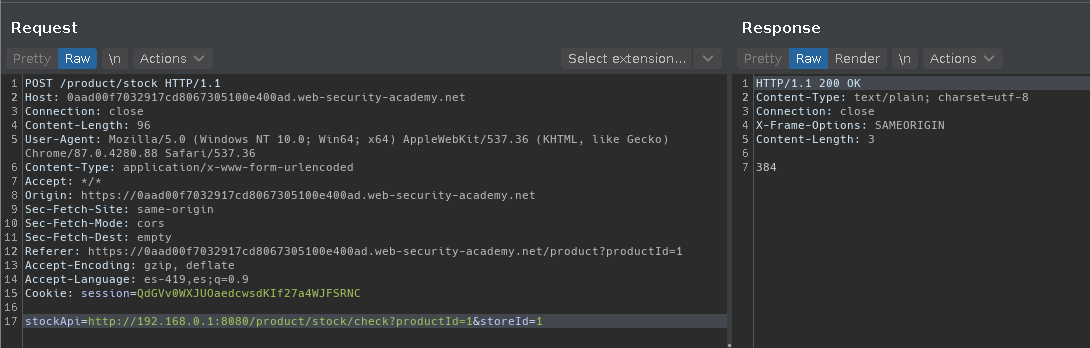 Request
Pretty Raw \n Actions Select extension...
1 POST /product/stock HTTP/1.1
2 Host: 0aad00f7032917cd8067305100e400ad.web-security-academy.net
3 Connection: close
4 Content-Length: 96
5 User-Agent: Mozilla/5.0 (Windows NT 10.0; Win64; x64) AppleWebKit/537.36 (KHTML, like Gecko)
Chrome/87.0.4280.88 Safari/537.36
6 Content-Type: application/x-www-form-urlencoded
7 Accept: */*
8 Origin: https://0aad00f7032917cd8067305100e400ad.web-security-academy.net
9 Sec-Fetch-Site: same-origin
10 Sec-Fetch-Mode: cors
11 Sec-Fetch-Dest: empty
12 Referer: https://0aad00f7032917cd8067305100e400ad.web-security-academy.net/product?productId=1
13 Accept-Encoding: gzip, deflate
14 Accept-Language: es-419,es;q=0.9
15 Cookie: session=QdGVv0WXJUOaedcwsdKIf27a4WJFSRNC
16
17 stockApi=http://192.168.0.1:8080/product/stock/check?productId=1&storeId=1
Response
Pretty Raw Render \n Actions
1 HTTP/1.1 200 OK
2 Content-Type: text/plain; charset=utf-8
3 Connection: close
4 X-Frame-Options: SAMEORIGIN
5 Content-Length: 3
6
7 384